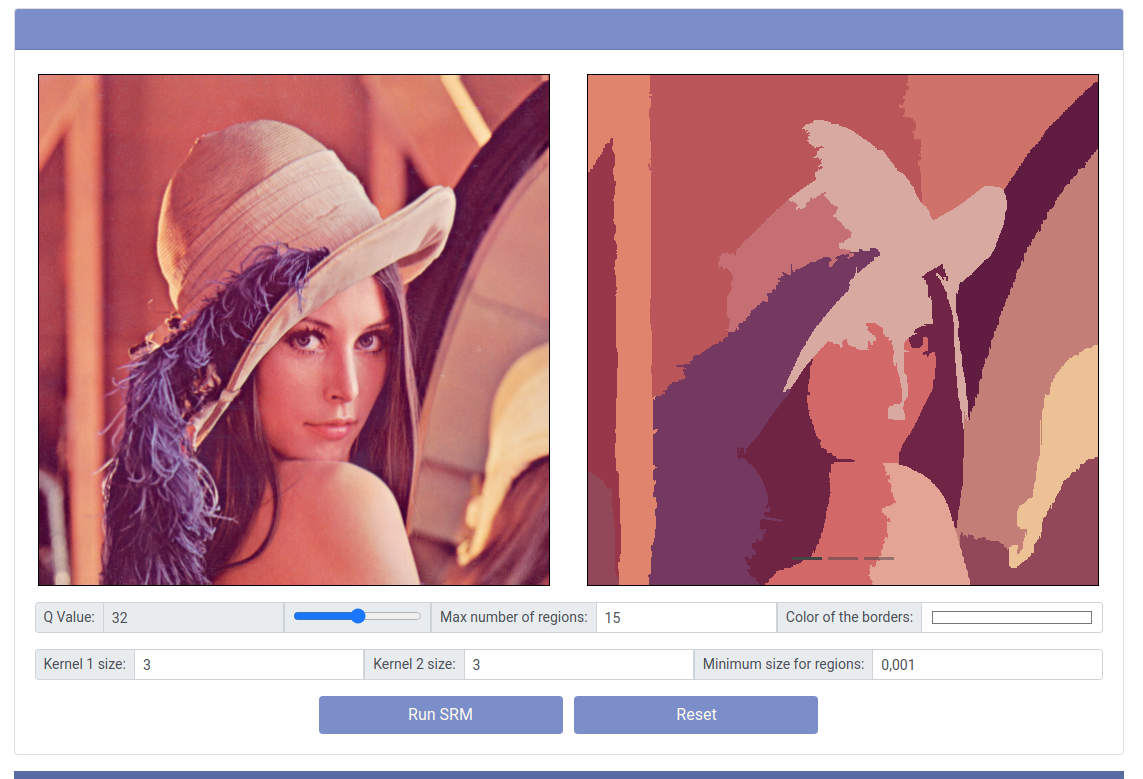 Q Value: 32 Max number of regions: 15 Color of the borders:
Kernel 1 size: 3 Kernel 2 size: 3 Minimum size for regions: 0,001
Run SRM Reset